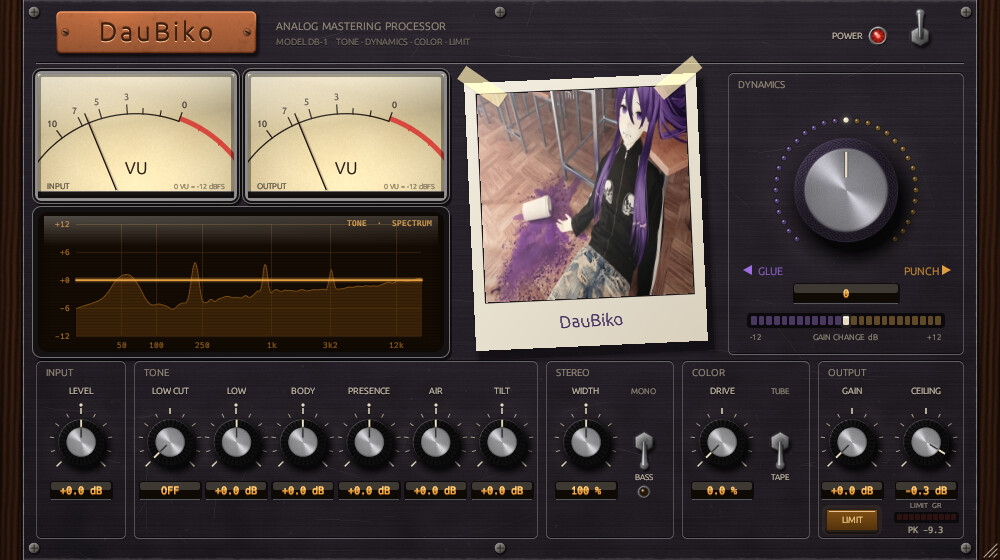 DauBiko
ANALOG MASTERING PROCESSOR
MODEL DB-1 TONE · DYNAMICS · COLOR · LIMIT
POWER
10 7 5 3 0
VU
INPUT 0 VU = -12 dBFS
10 7 5 3 0
VU
OUTPUT 0 VU = -12 dBFS
TONE · SPECTRUM
+12
+6
+0
-6
-12
50 100 250 1k 3k2 12k
DauBiko
DYNAMICS
GLUE PUNCH
0
-12 GAIN CHANGE dB +12
INPUT
LEVEL
+0.0 dB
TONE
LOW CUT LOW BODY PRESENCE AIR TILT
OFF +0.0 dB +0.0 dB +0.0 dB +0.0 dB +0.0 dB
STEREO
WIDTH MONO
BASS
100 %
COLOR
DRIVE TUBE
TAPE
0.0 %
OUTPUT
GAIN CEILING
+0.0 dB -0.3 dB
LIMIT GR
LIMIT
PK -9.3